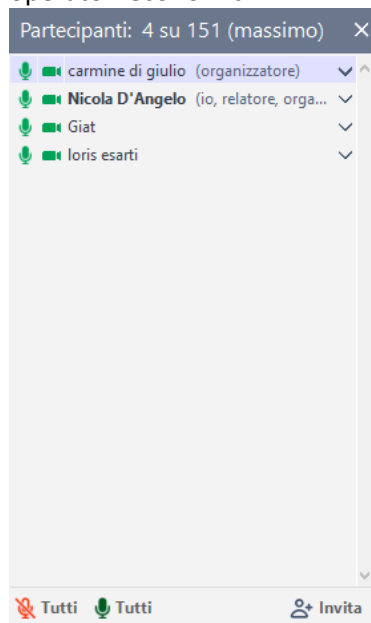 Partecipanti: 4 su 151 (massimo)
carmine di giulio (organizzatore)
Nicola D'Angelo (io, relatore, orga...
Giat
loris esarti
Tutti Tutti Invita